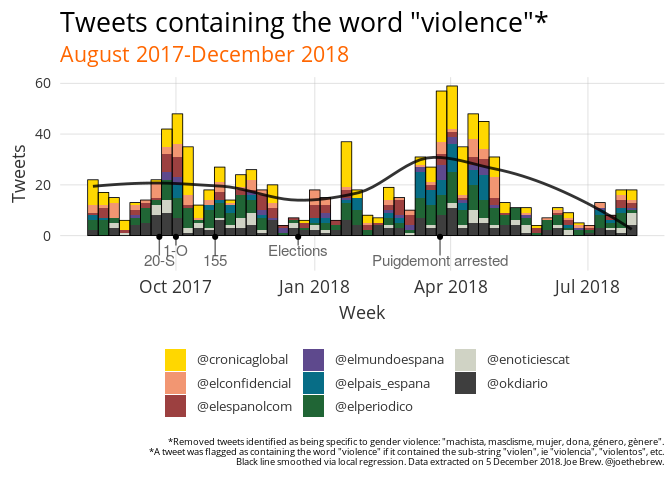 Tweets containing the word "violence"*
August 2017-December 2018
60
40
20
0
Tweets
1-O
20-S
155
Elections
Puigdemont arrested
Oct 2017
Jan 2018
Apr 2018
Jul 2018
Week
@cronicaglobal
@elmundoespana
@enoticiescat
@elconfidencial
@elpais_espana
@okdiario
@elespanolcom
@elperiodico
*Removed tweets identified as being specific to gender violence: "machista, masclisme, mujer, dona, género, gènere".
*A tweet was flagged as containing the word "violence" if it contained the sub-string "violen", ie "violencia", "violentos", etc.
Black line smoothed via local regression. Data extracted on 5 December 2018. Joe Brew. @joethebrew.